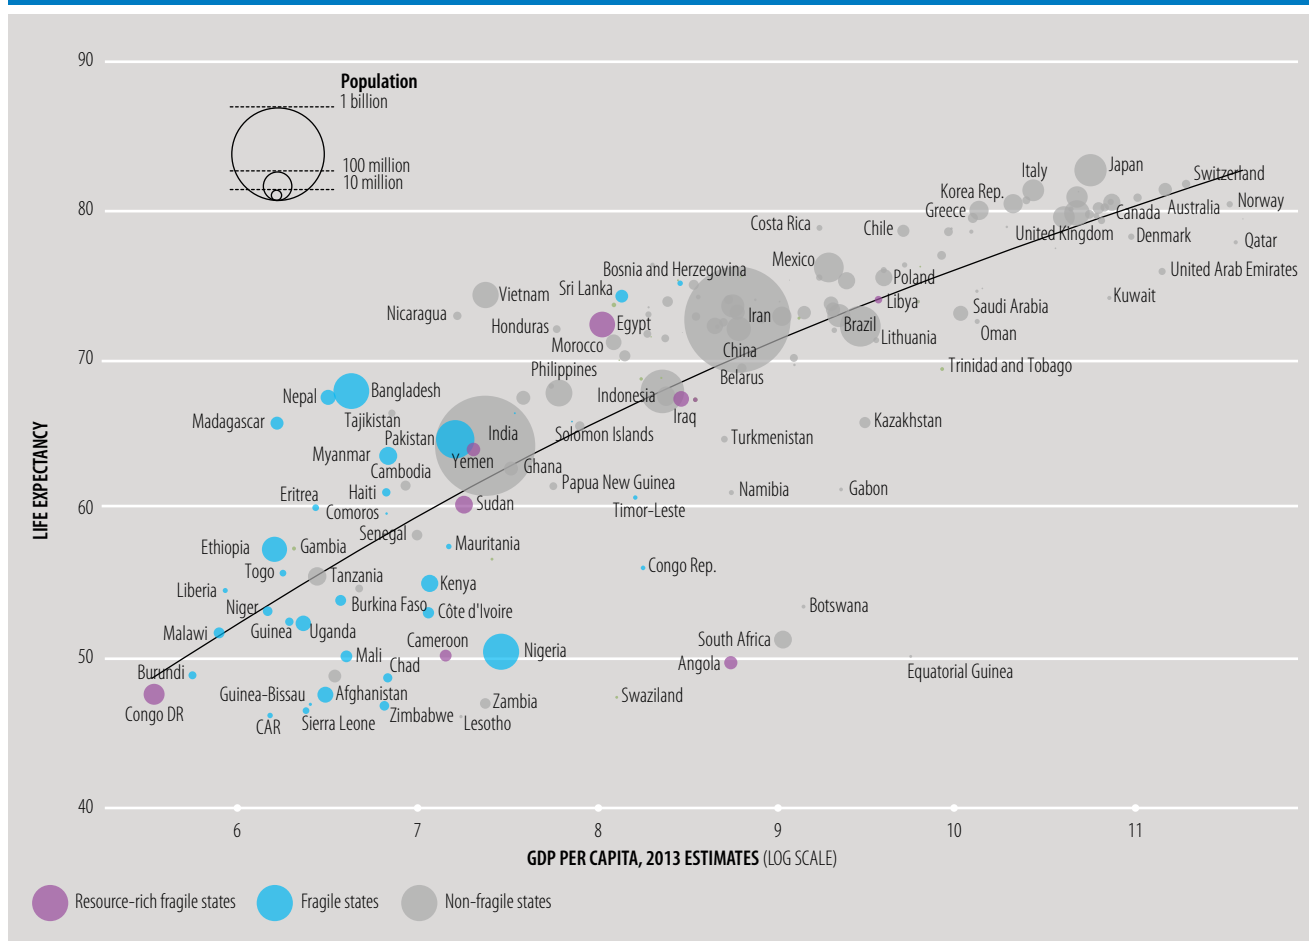 90
Population
1 billion
100 million
10 million
80
70
60
50
40
LIFE EXPECTANCY
Japan
Italy
Switzerland
Korea Rep.
Greece
Canada
Australia
Norway
Costa Rica
Chile
United Kingdom
Denmark
Qatar
Mexico
Bosnia and Herzegovina
Poland
United Arab Emirates
Vietnam
Sri Lanka
Libya
Kuwait
Nicaragua
Honduras
Egypt
Iran
Brazil
Saudi Arabia
Oman
Morocco
China
Lithuania
Philippines
Belarus
Trinidad and Tobago
Nepal
Bangladesh
Indonesia
Madagascar
Tajikistan
Iraq
Kazakhstan
Pakistan
India
Solomon Islands
Turkmenistan
Myanmar
Yemen
Cambodia
Ghana
Haiti
Papua New Guinea
Namibia
Gabon
Eritrea
Comoros
Sudan
Timor-Leste
Senegal
Ethiopia
Gambia
Mauritania
Togo
Tanzania
Kenya
Congo Rep.
Liberia
Niger
Burkina Faso
Côte d'Ivoire
Botswana
Malawi
Guinea
Uganda
Cameroon
Nigeria
South Africa
Mali
Chad
Angola
Equatorial Guinea
Burundi
Guinea-Bissau
Afghanistan
Swaziland
Congo DR
CAR
Sierra Leone
Zimbabwe
Zambia
Lesotho
6
7
8
9
10
11
GDP PER CAPITA, 2013 ESTIMATES (LOG SCALE)
Resource-rich fragile states
Fragile states
Non-fragile states